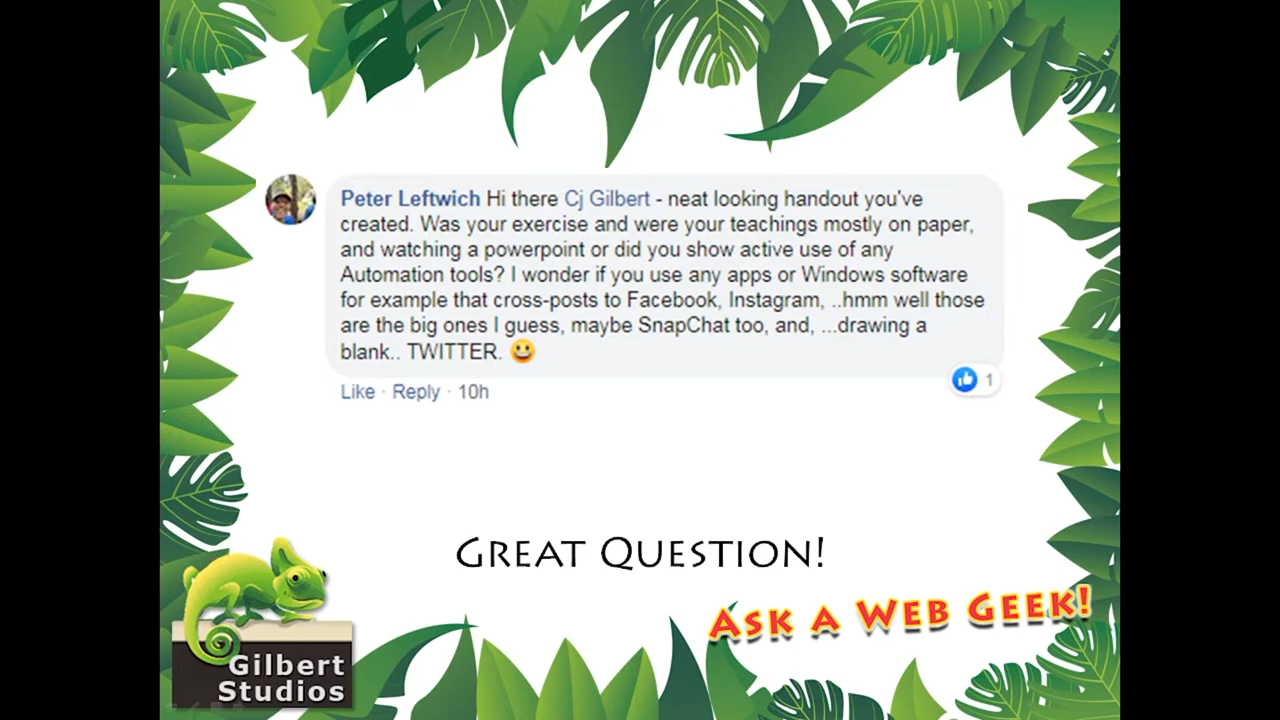 Peter Leftwich Hi there Cj Gilbert - neat looking handout you've
created. Was your exercise and were your teachings mostly on paper,
and watching a powerpoint or did you show active use of any
Automation tools? I wonder if you use any apps or Windows software
for example that cross-posts to Facebook, Instagram, ..hmm well those
are the big ones I guess, maybe SnapChat too, and, ...drawing a
blank.. TWITTER. 😀
Like · Reply · 10h
1
GREAT QUESTION!
ASK A WEB GEEK!
Gilbert
Studios